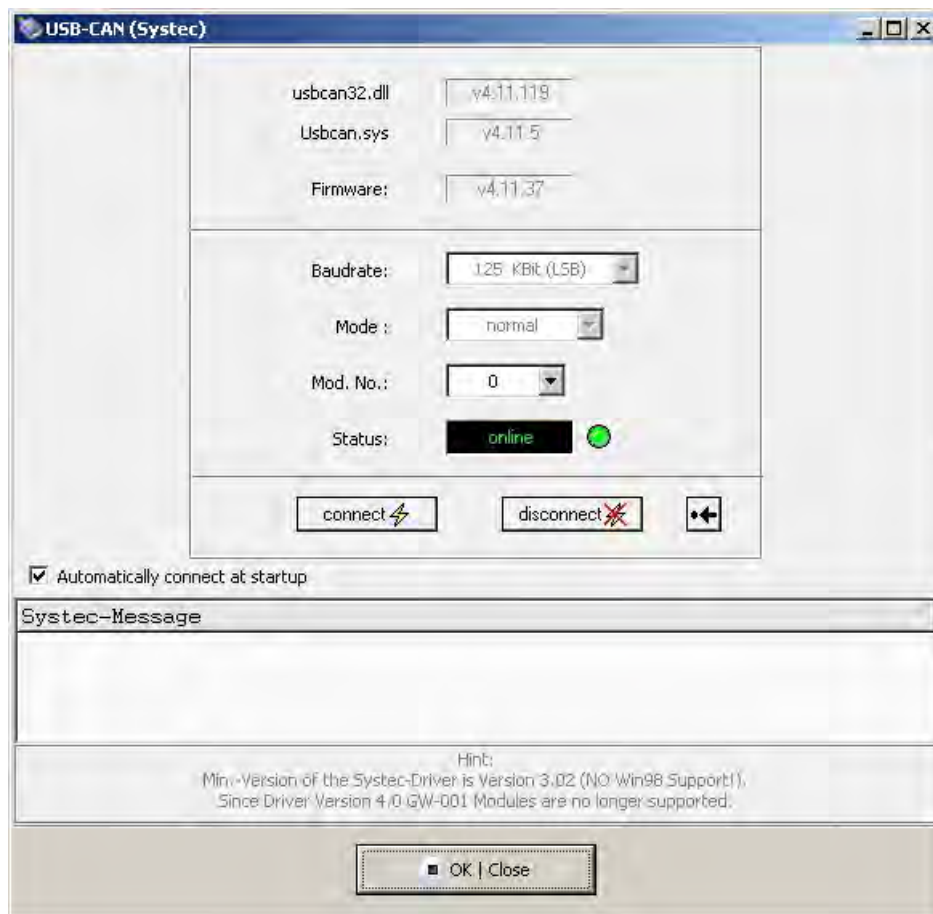 USB-CAN (Systec)
usbcan32.dll v4.11.119
Usbcan.sys v4.11.5
Firmware: v4.11.37
Baudrate: 125 KBit (LSB)
Mode : normal
Mod. No.: 0
Status: online
connect disconnect
Automatically connect at startup
Systec-Message
Hint:
Min.-Version of the Systec-Driver is Version 3.02 (NO Win98 Support!).
Since Driver Version 4.0 GW-001 Modules are no longer supported.
OK | Close